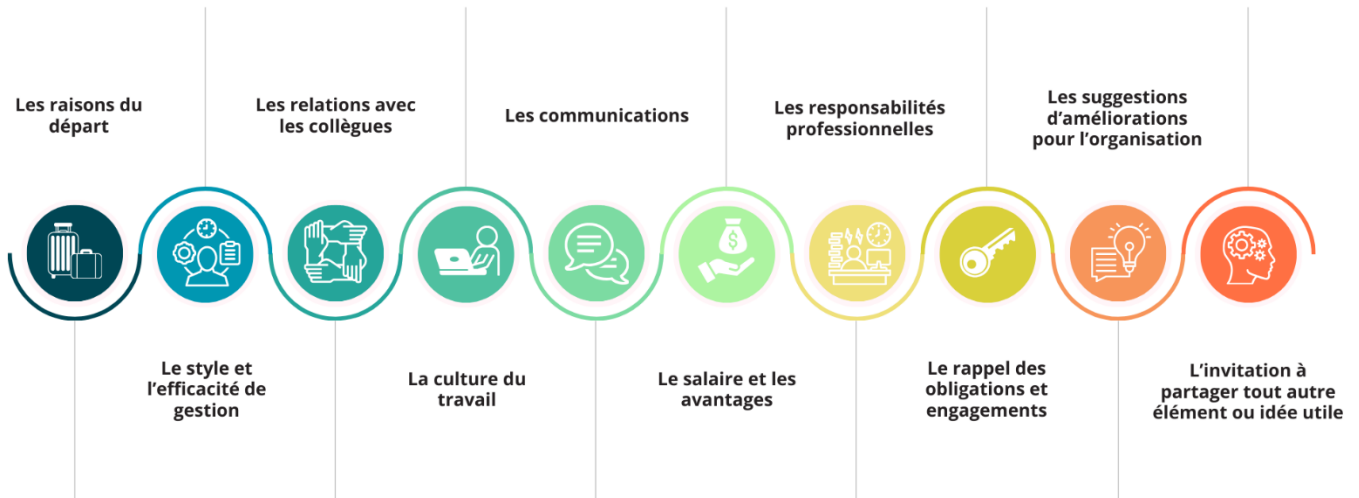 Les raisons du
départ
Le style et
l’efficacité de
gestion
Les relations avec
les collègues
La culture du
travail
Les communications
$
Le salaire et les
avantages
Les responsabilités
professionnelles
Le rappel des
obligations et
engagements
Les suggestions
d’améliorations
pour l’organisation
L’invitation à
partager tout autre
élément ou idée utile